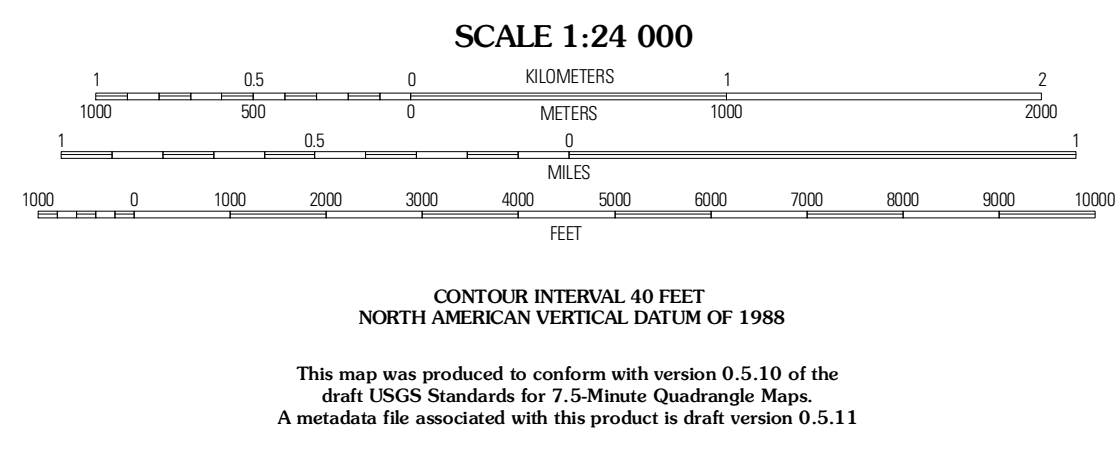 SCALE 1:24 000
1 0.5 0 KILOMETERS 1 2
1000 500 0 METERS 1000 2000
1 0.5 0 1
MILES
1000 0 1000 2000 3000 4000 5000 6000 7000 8000 9000 10000
FEET
CONTOUR INTERVAL 40 FEET
NORTH AMERICAN VERTICAL DATUM OF 1988
This map was produced to conform with version 0.5.10 of the
draft USGS Standards for 7.5-Minute Quadrangle Maps.
A metadata file associated with this product is draft version 0.5.11